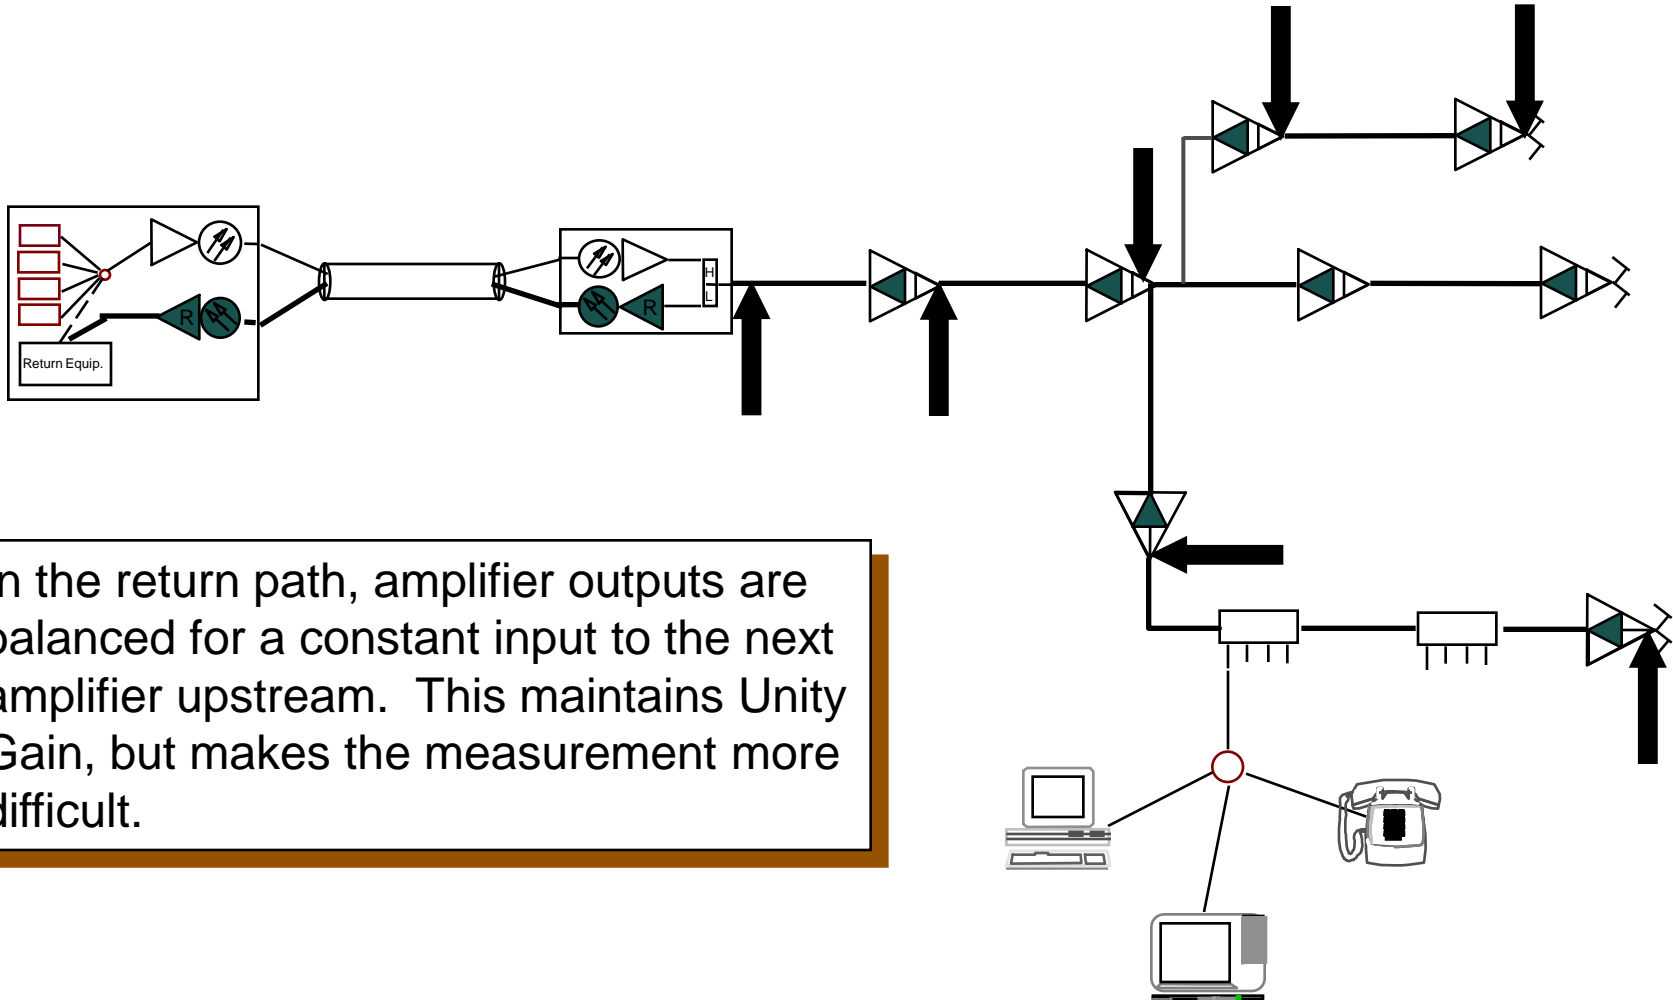 R
Return Equip.
H
L
R
n the return path, amplifier outputs are
balanced for a constant input to the next
amplifier upstream. This maintains Unity
Gain, but makes the measurement more
difficult.